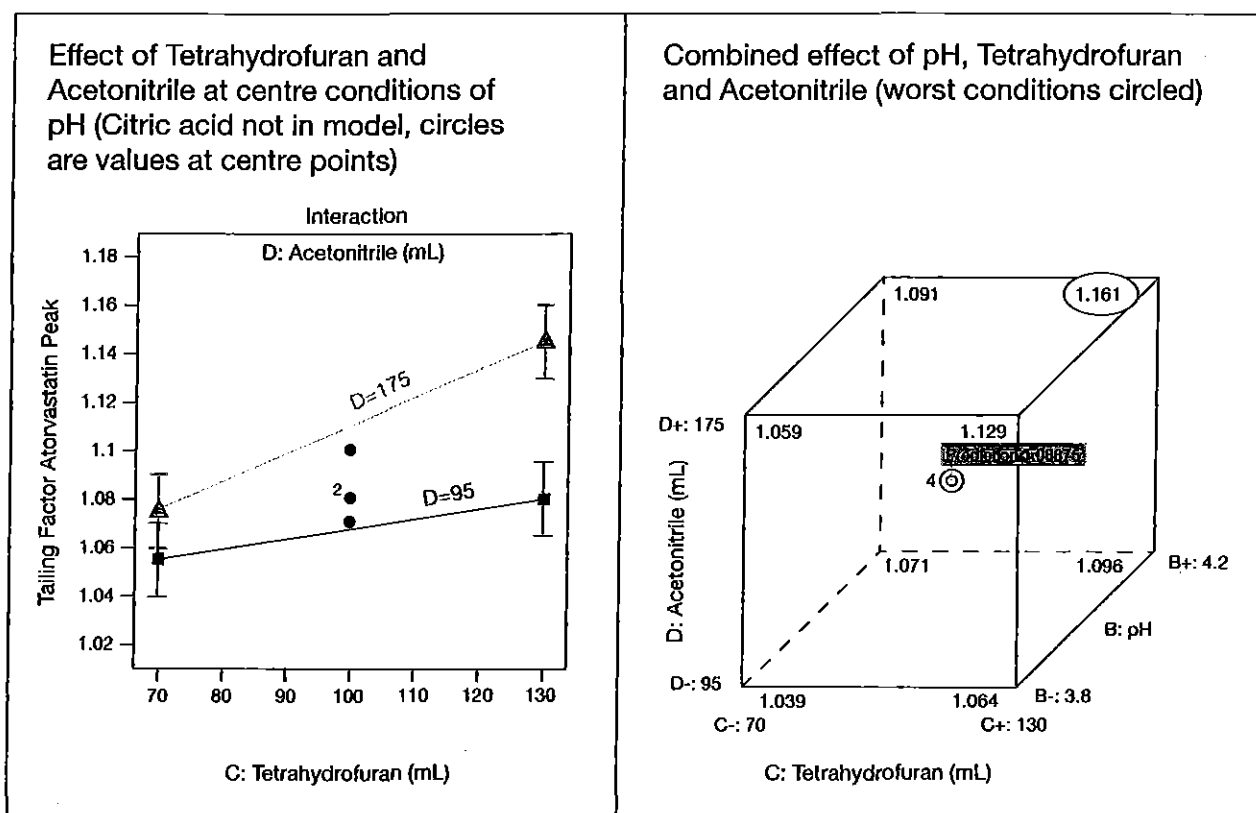 Effect of Tetrahydrofuran and
Acetonitrile at centre conditions of
pH (Citric acid not in model, circles
are values at centre points)
Interaction
D: Acetonitrile (mL)
Tailing Factor Atorvastatin Peak
1.18
1.16
1.14
1.12
1.1
1.08
1.06
1.04
1.02
D=175
2
D=95
70
80
90
100
110
120
130
C: Tetrahydrofuran (mL)
Combined effect of pH, Tetrahydrofuran
and Acetonitrile (worst conditions circled)
1.091
1.161
D+: 175
1.059
1.129
4
D: Acetonitrile (mL)
1.071
1.096
B+: 4.2
B: pH
D-: 95
1.039
1.064
B-: 3.8
C-: 70
C+: 130
C: Tetrahydrofuran (mL)